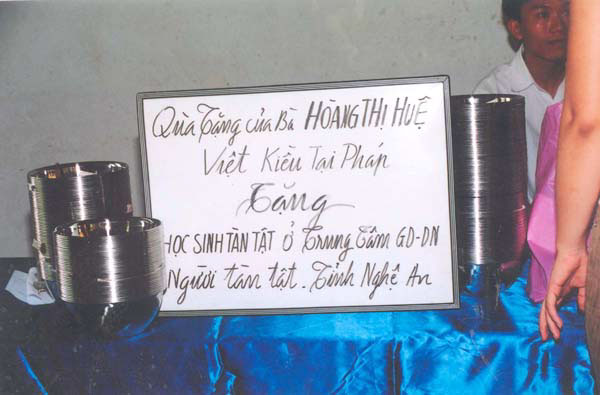 Quà tặng của Bà HOÀNG THỊ HUỆ
Việt Kiều Tại Pháp
Tặng
HỌC SINH TÀN TẬT Ở Trung Tâm GD-DN
Người tàn tật. Tỉnh Nghệ An